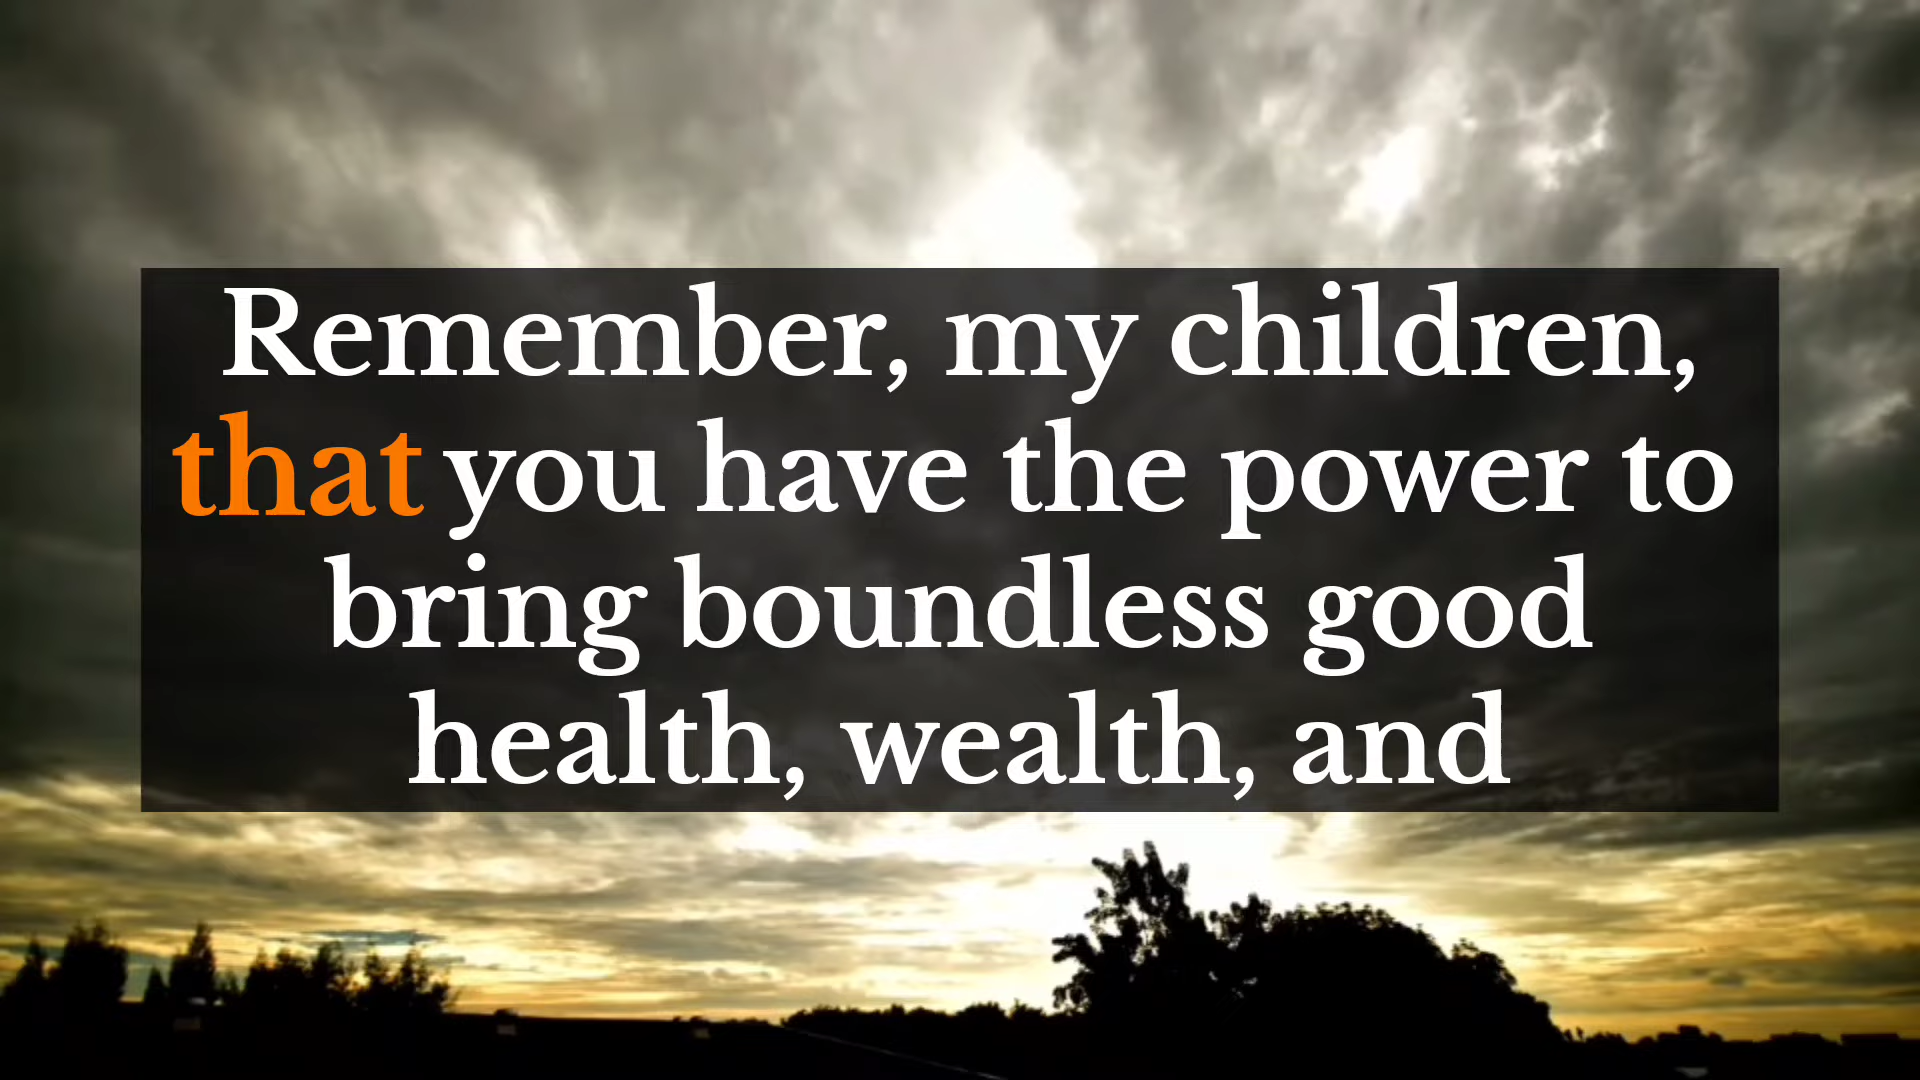 Remember, my children,
that you have the power to
bring boundless good
health, wealth, and